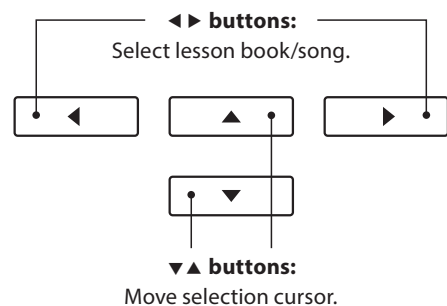 ◀ ▶ buttons:
Select lesson book/song.
◀
▲
▶
▼
▼▲ buttons:
Move selection cursor.